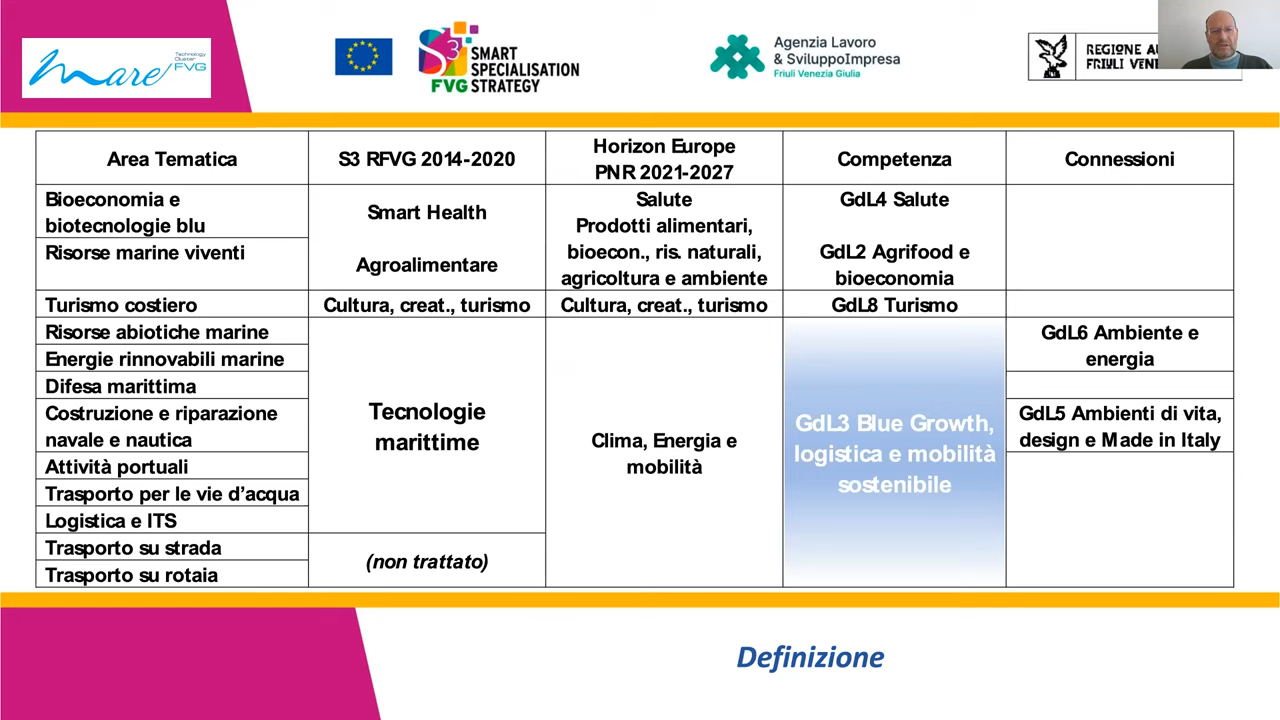 mare
Technology
Cluster
FVG
S3
SMART
SPECIALISATION
FVG STRATEGY
Agenzia Lavoro
& SviluppoImpresa
Friuli Venezia Giulia
REGIONE
FRIULI
Area Tematica
S3 RFVG 2014-2020
Horizon Europe
PNR 2021-2027
Competenza
Connessioni
Bioeconomia e
biotecnologie blu
Risorse marine viventi
Smart Health
Agroalimentare
Salute
Prodotti alimentari,
bioecon., ris. naturali,
agricoltura e ambiente
GdL4 Salute
GdL2 Agrifood e
bioeconomia
Turismo costiero
Cultura, creat., turismo
Cultura, creat., turismo
GdL8 Turismo
Risorse abiotiche marine
Energie rinnovabili marine
Difesa marittima
Costruzione e riparazione
navale e nautica
Attività portuali
Trasporto per le vie d'acqua
Logistica e ITS
Trasporto su strada
Trasporto su rotaia
Tecnologie
marittime
(non trattato)
Clima, Energia e
mobilità
GdL3 Blue Growth,
logistica e mobilità
sostenibile
GdL6 Ambiente e
energia
GdL5 Ambienti di vita,
design e Made in Italy
Definizione